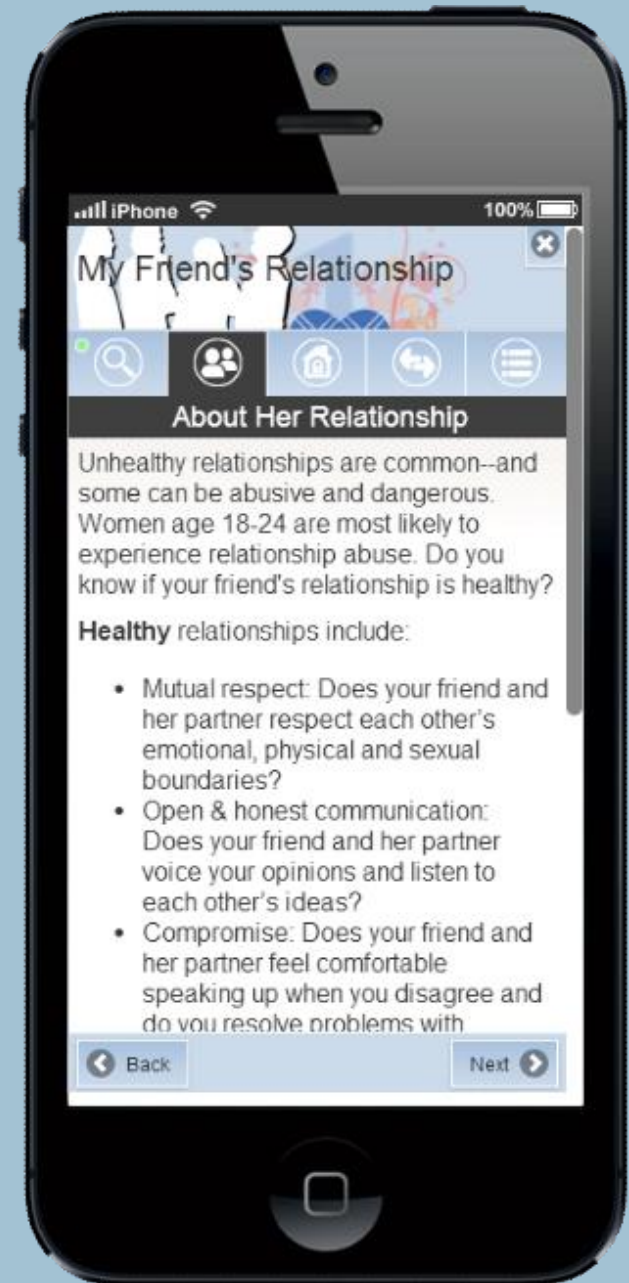 iPhone 100%
My Friend's Relationship
About Her Relationship
Unhealthy relationships are common--and
some can be abusive and dangerous.
Women age 18-24 are most likely to
experience relationship abuse. Do you
know if your friend's relationship is healthy?
Healthy relationships include:
• Mutual respect: Does your friend and
her partner respect each other’s
emotional, physical and sexual
boundaries?
• Open & honest communication:
Does your friend and her partner
voice your opinions and listen to
each other’s ideas?
• Compromise: Does your friend and
her partner feel comfortable
speaking up when you disagree and
do you resolve problems with
Back Next